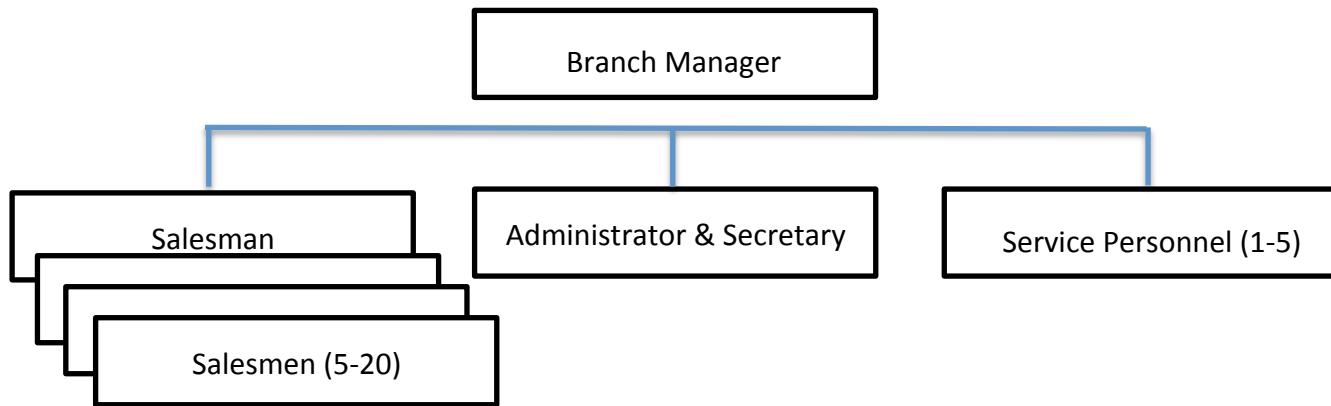 Branch Manager
Salesman
Administrator & Secretary
Service Personnel (1-5)
Salesmen (5-20)